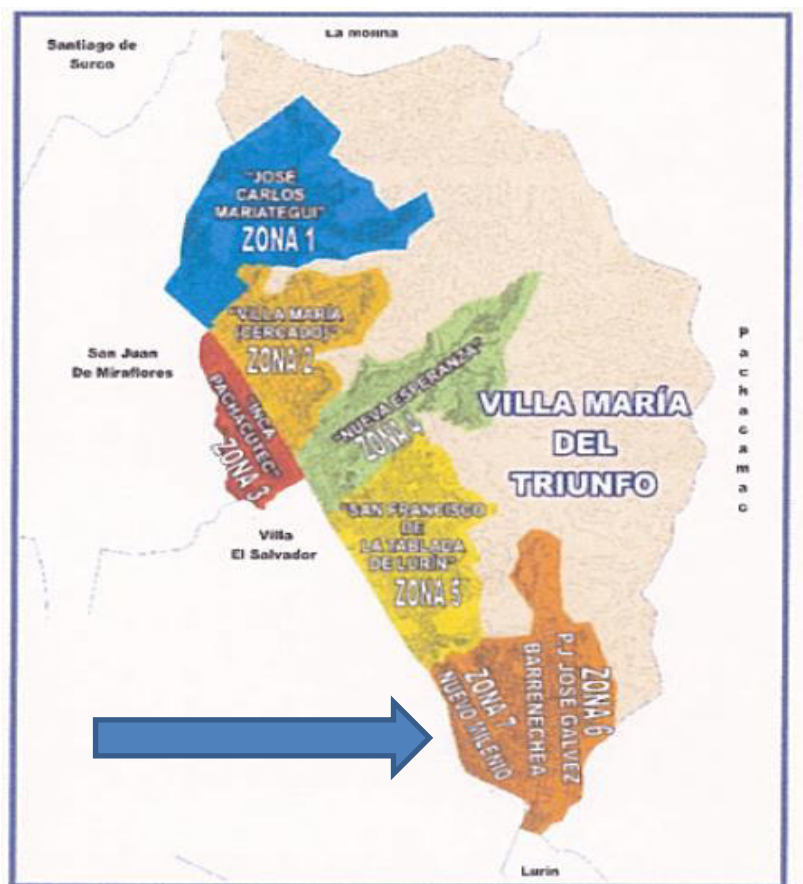 La molina
Santiago de
Surco
"JOSÉ
CARLOS
MARIATEGUI"
ZONA 1
"VILLA MARÍA
(CERCADO)"
ZONA 2
San Juan
De Miraflores
"INCA
PACHACUTEC"
ZONA 3
"NUEVA ESPERANZA"
ZONA 4
VILLA MARÍA
DEL
TRIUNFO
Pachacamac
"SAN FRANCISCO
DE
LA TABLADA
DE LURÍN"
ZONA 5
Villa
El Salvador
ZONA 6
P.J JOSE GALVEZ
BARRENECHEA
ZONA 7
NUEVO MILENIO
Lurin